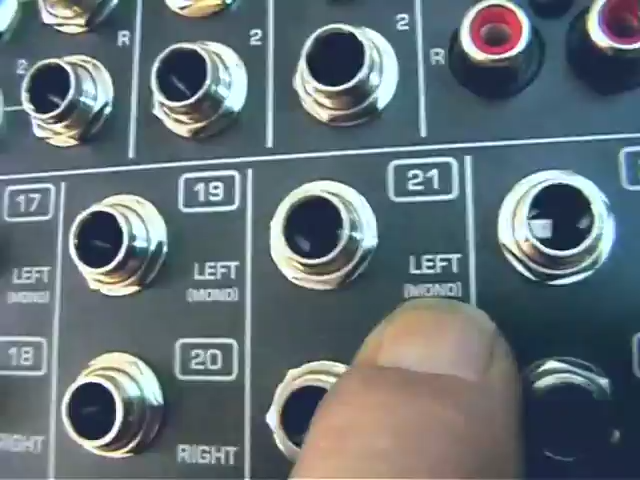 R
2
2
2
R
17
19
21
LEFT
(MONO)
LEFT
(MONO)
LEFT
(MONO)
18
20
RIGHT
RIGHT